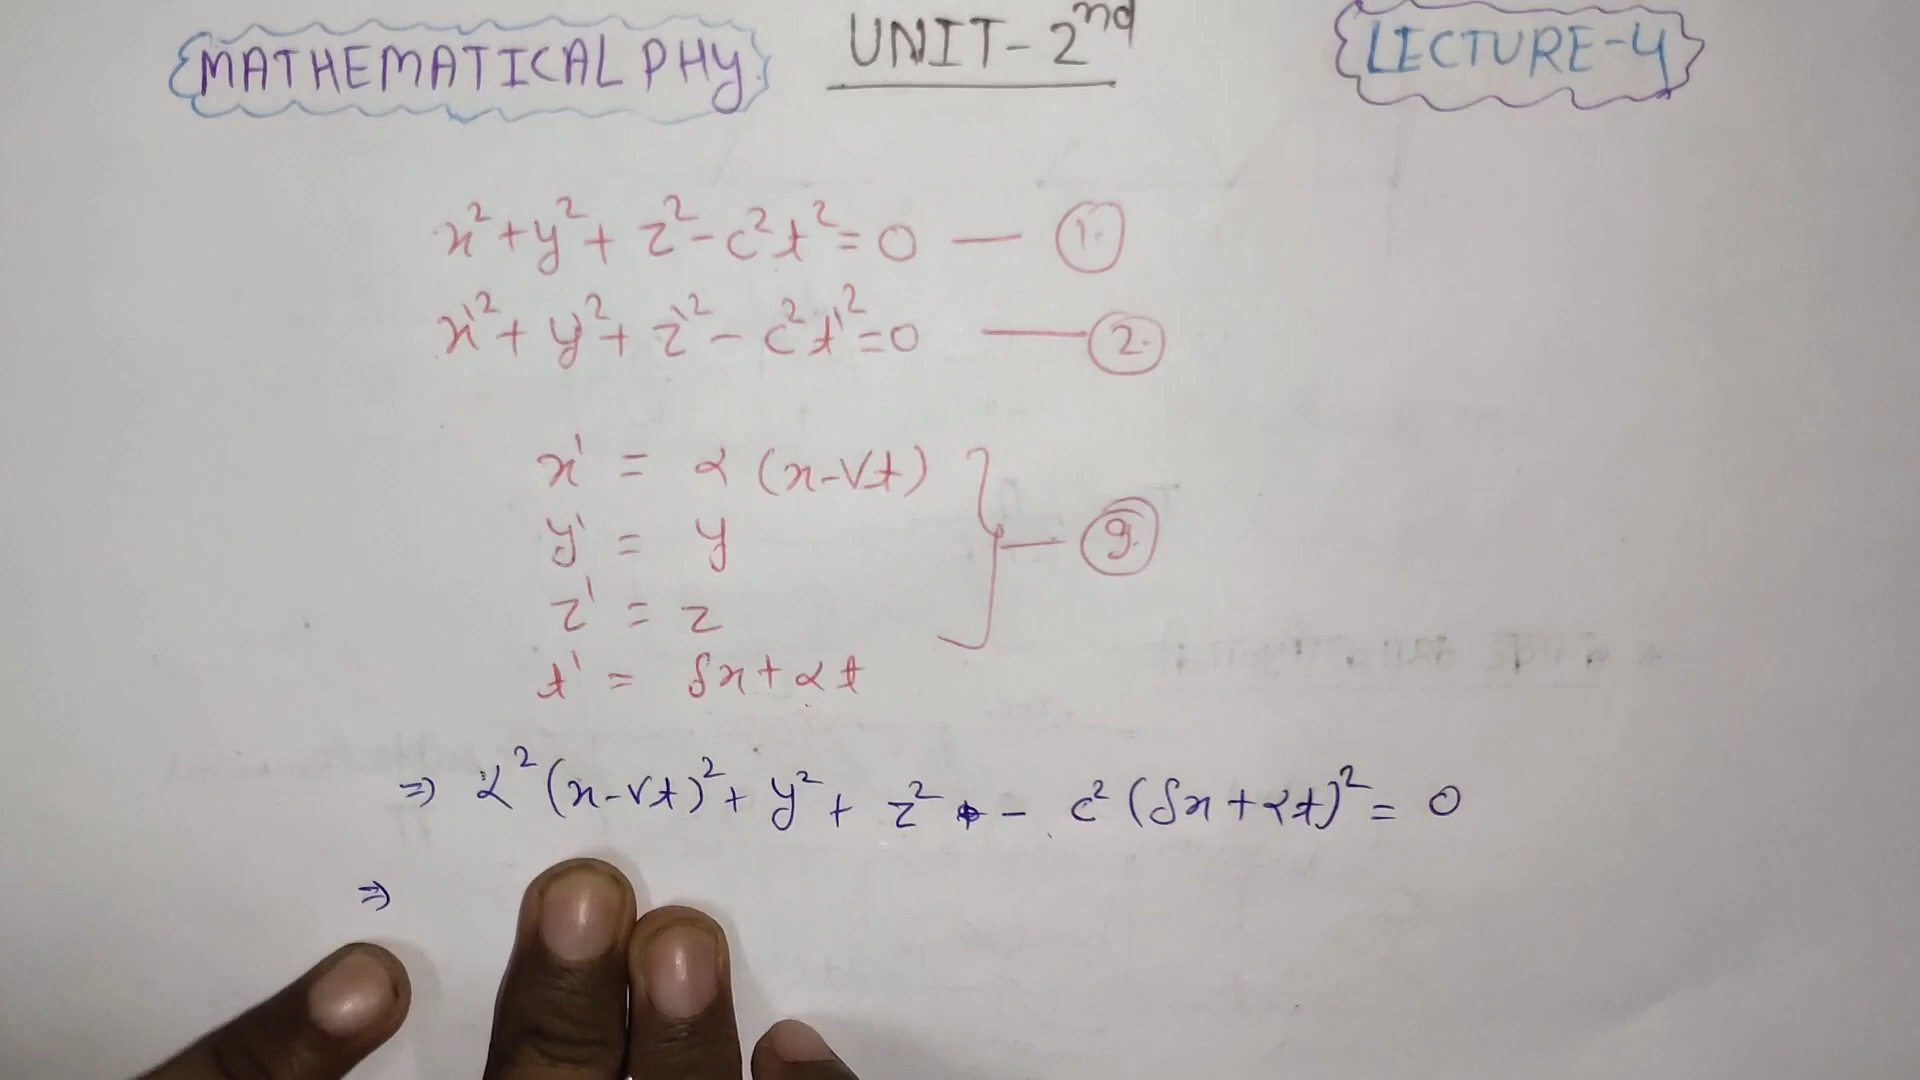 MATHEMATICAL PHY UNIT-2nd LECTURE-4
x²+y²+z²-c²t²=0 — 1.
x'²+y²+z'²-c²t'²=0 — 2.
x' = α (x-vt)
y' = y — 9.
z' = z
t' = δx+αt
⇒ α²(x-vt)²+y²+z² - c²(δx+αt)² = 0
⇒